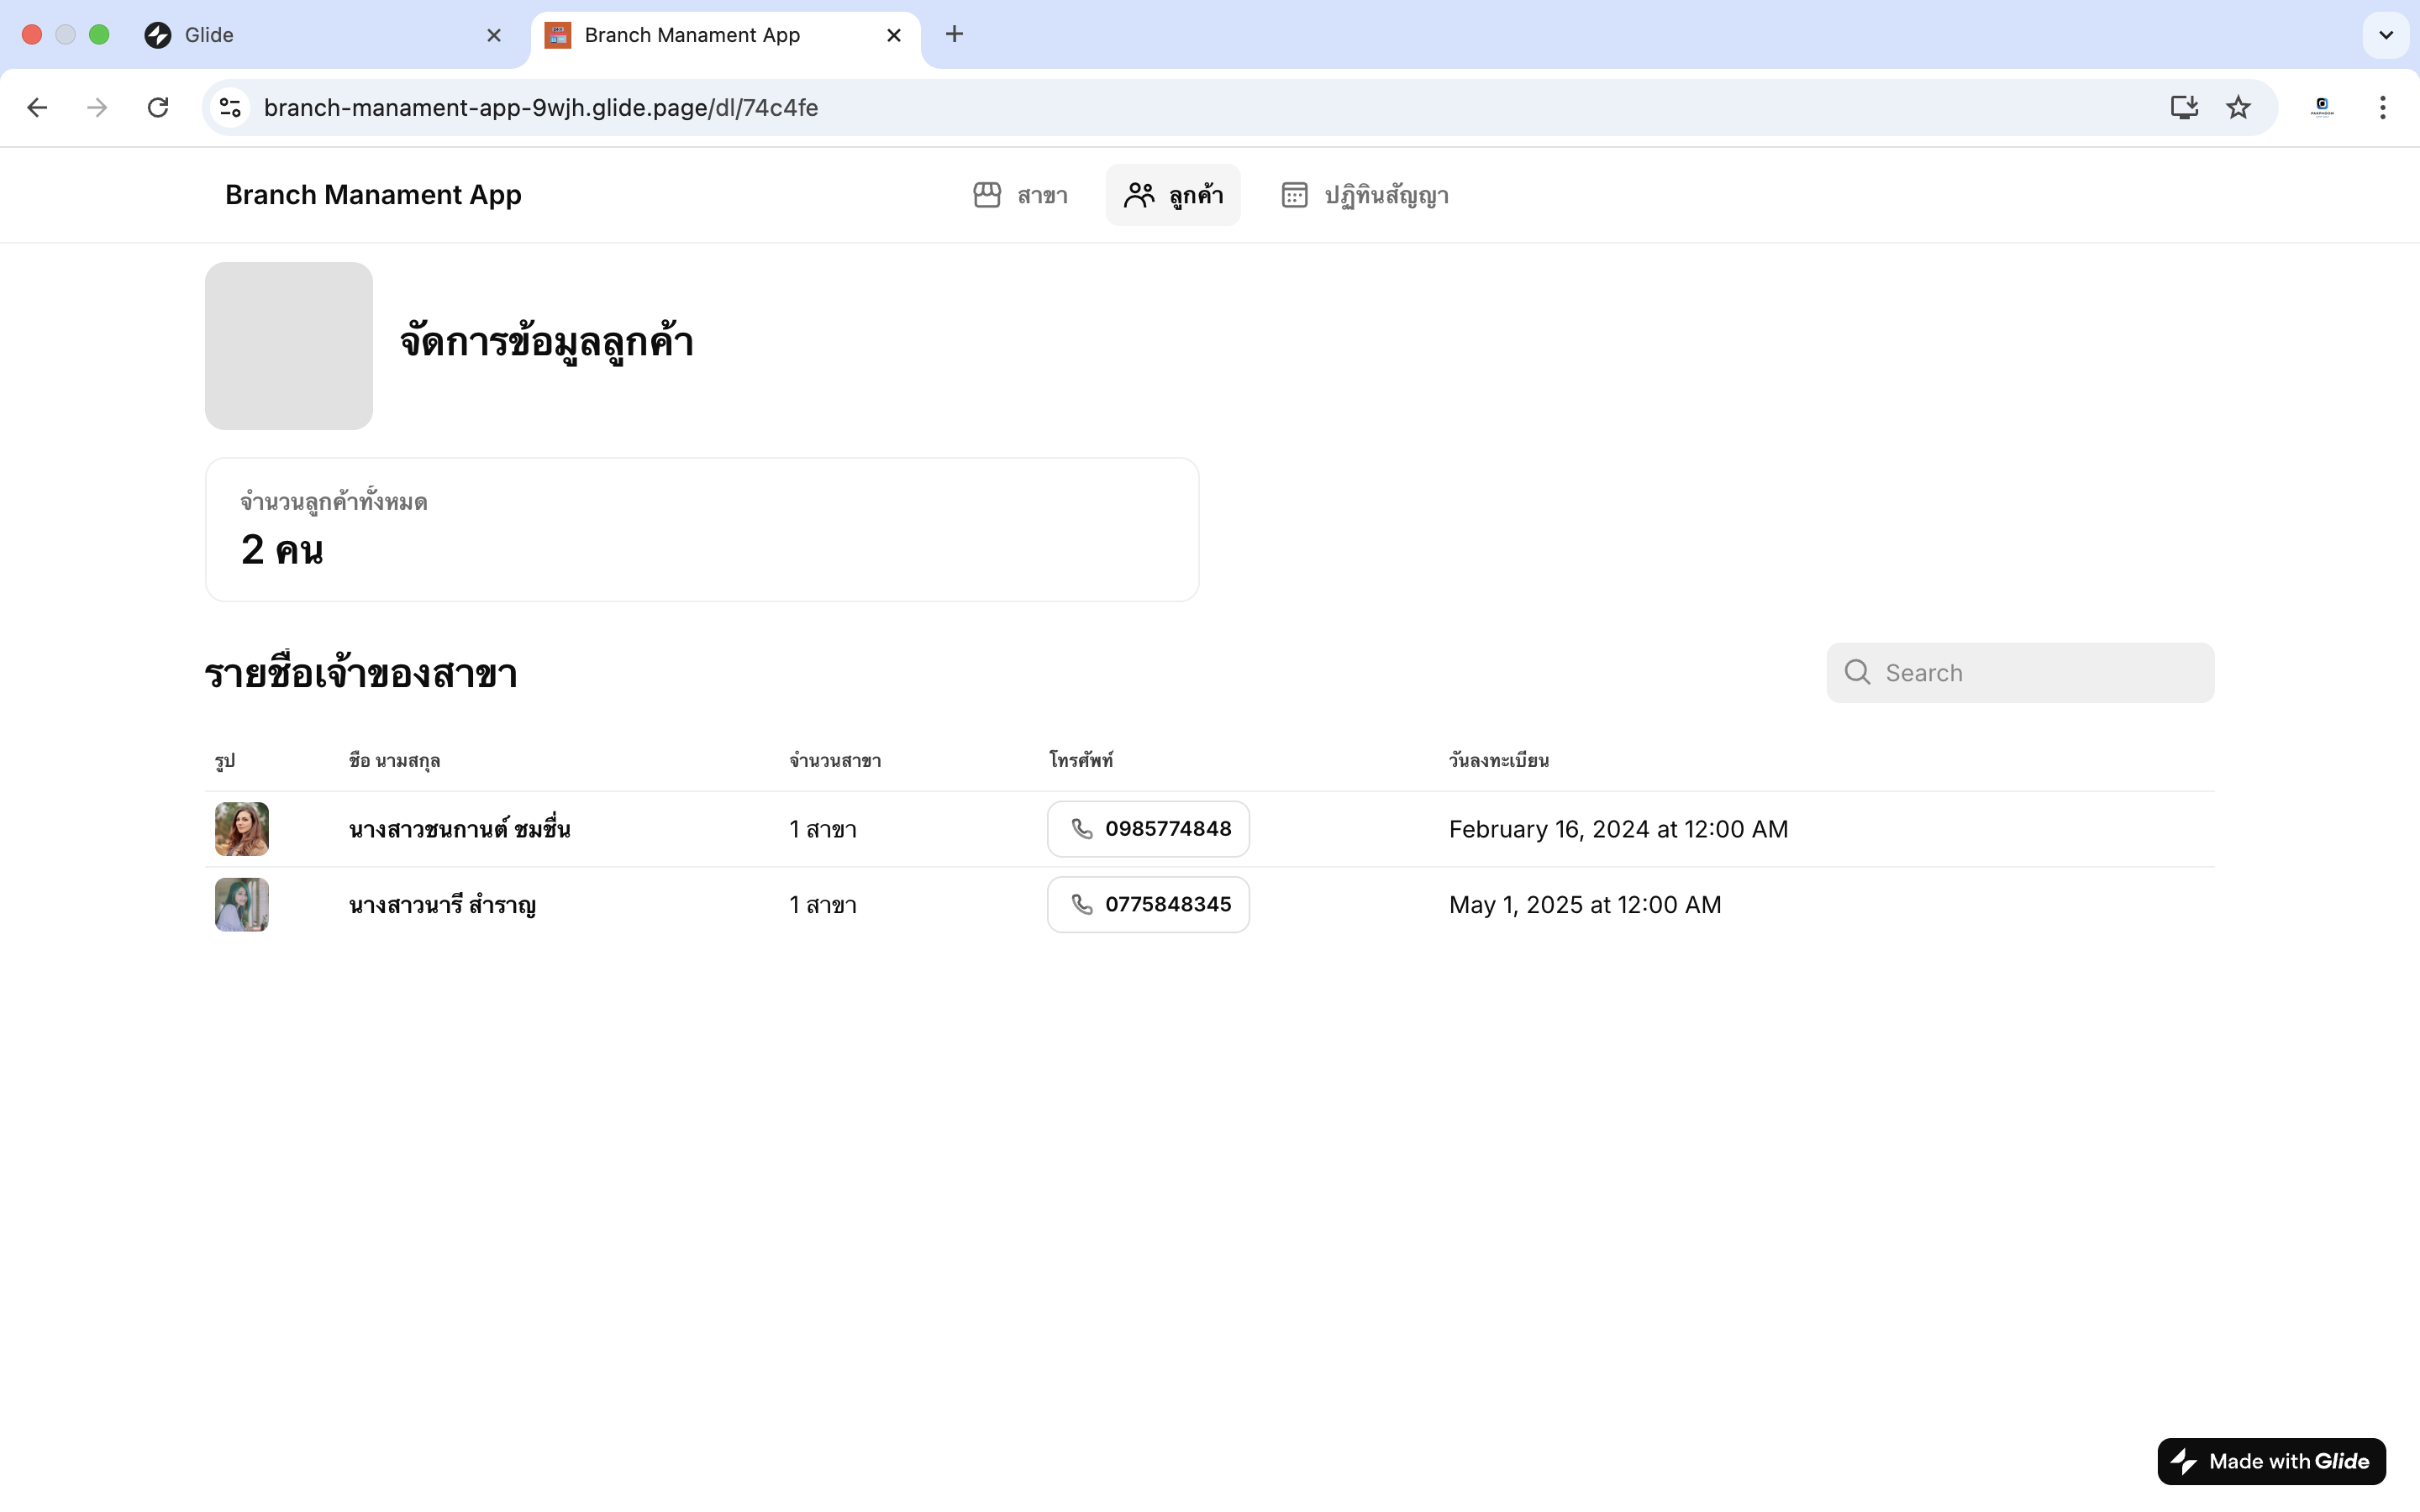 Glide
Branch Manament App
branch-manament-app-9wjh.glide.page/dl/74c4fe
Branch Manament App
สาขา
ลูกค้า
ปฏิทินสัญญา
จัดการข้อมูลลูกค้า
จำนวนลูกค้าทั้งหมด
2 คน
รายชื่อเจ้าของสาขา
Search
รูป ชือ นามสกุล จำนวนสาขา โทรศัพท์ วันลงทะเบียน
นางสาวชนกานต์ ชมชื่น 1 สาขา 0985774848 February 16, 2024 at 12:00 AM
นางสาวนารี สำราญ 1 สาขา 0775848345 May 1, 2025 at 12:00 AM
Made with Glide